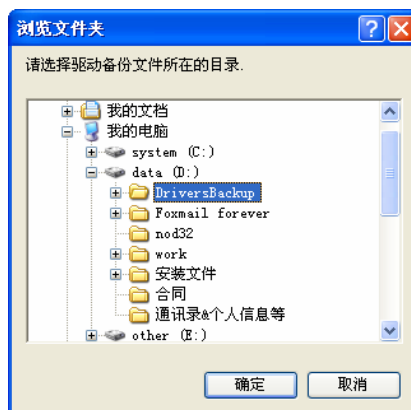 浏览文件夹
请选择驱动备份文件所在的目录.
我的文档
我的电脑
system (C:)
data (D:)
DriversBackup
Foxmail forever
nod32
work
安装文件
合同
通讯录&个人信息等
other (E:)
确定
取消